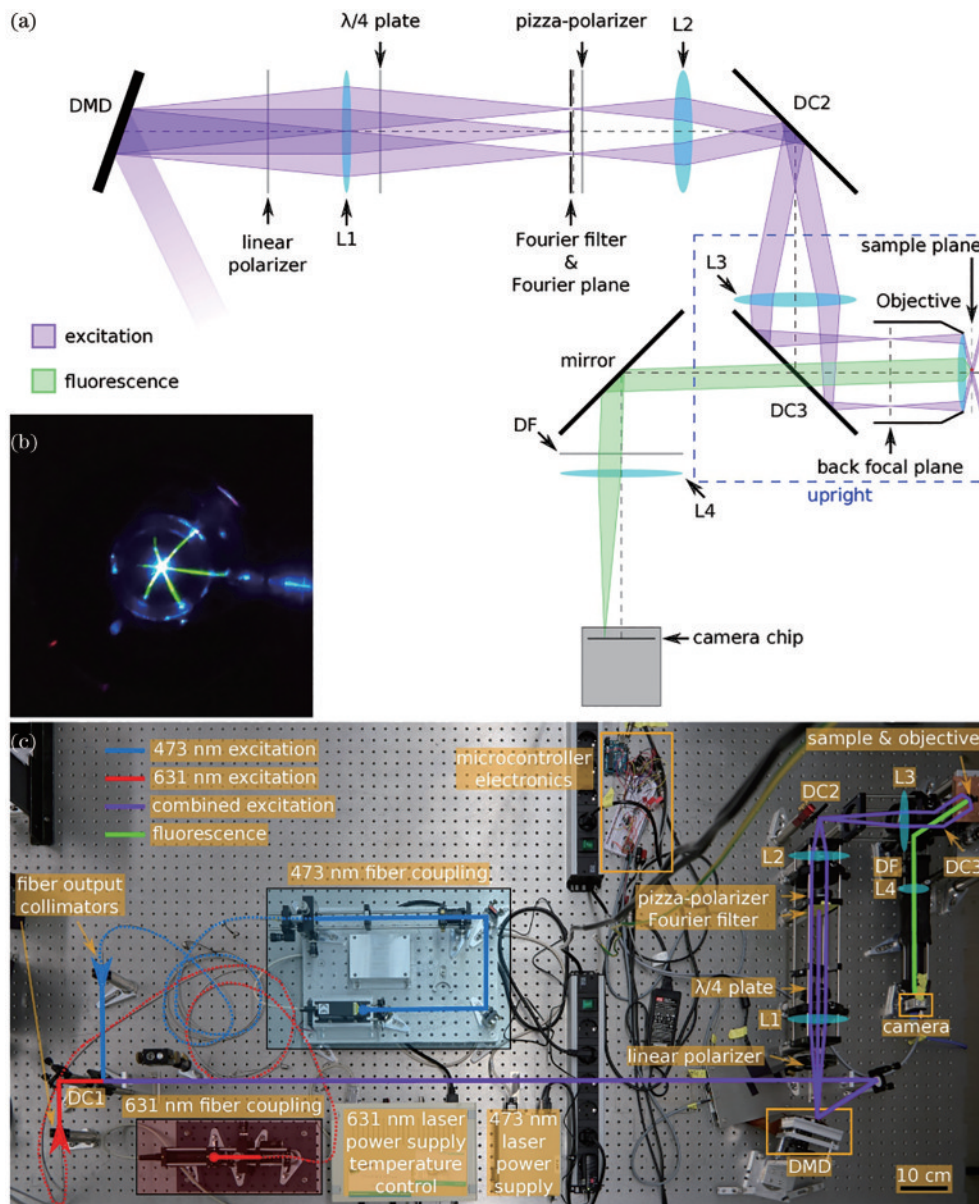 (a)
λ/4 plate
pizza-polarizer
L2
DMD
DC2
linear
polarizer
L1
Fourier filter
&
Fourier plane
sample plane
L3
Objective
excitation
fluorescence
mirror
DC3
DF
back focal plane
L4
upright
(b)
camera chip
(c)
473 nm excitation
631 nm excitation
combined excitation
fluorescence
microcontroller
electronics
sample & objective
L3
DC2
L2
DF
DC3
L4
473 nm fiber coupling
fiber output
collimators
pizza-polarizer
Fourier filter
λ/4 plate
L1
camera
linear polarizer
DC1
631 nm fiber coupling
631 nm laser
power supply
temperature
control
473 nm
laser
power
supply
DMD
10 cm